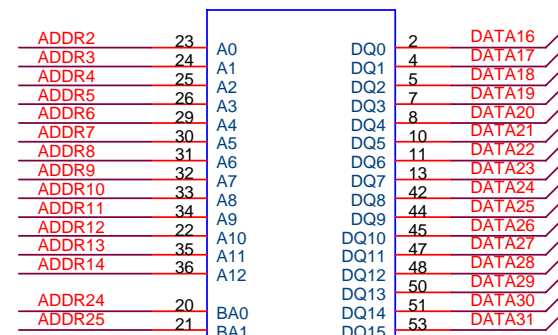 ADDR2 23 A0 DQ0 2 DATA16
ADDR3 24 A1 DQ1 4 DATA17
ADDR4 25 A2 DQ2 5 DATA18
ADDR5 26 A3 DQ3 7 DATA19
ADDR6 29 A4 DQ4 8 DATA20
ADDR7 30 A5 DQ5 10 DATA21
ADDR8 31 A6 DQ6 11 DATA22
ADDR9 32 A7 DQ7 13 DATA23
ADDR10 33 A8 DQ8 42 DATA24
ADDR11 34 A9 DQ9 44 DATA25
ADDR12 22 A10 DQ10 45 DATA26
ADDR13 35 A11 DQ11 47 DATA27
ADDR14 36 A12 DQ12 48 DATA28
DQ13 50 DATA29
ADDR24 20 BA0 DQ14 51 DATA30
ADDR25 21 BA1 DQ15 53 DATA31